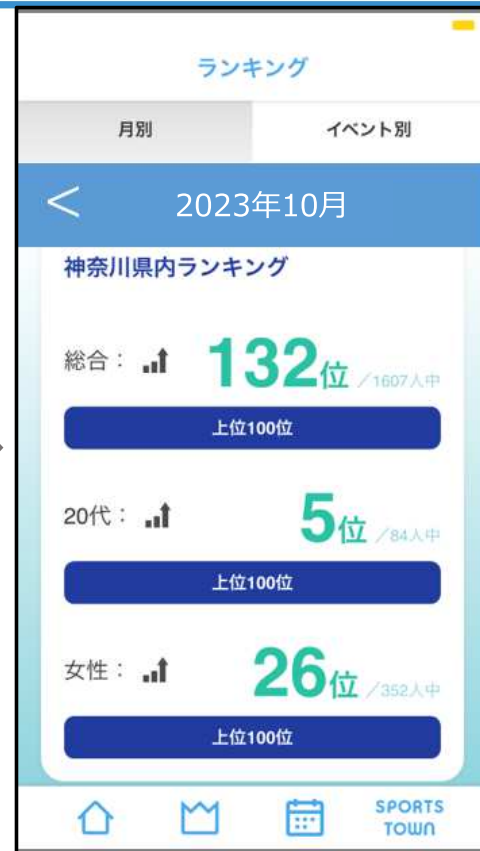 ランキング
月別
イベント別
< 2023年10月
神奈川県内ランキング
総合： 132位 ／1607人中
上位100位
20代： 5位 ／84人中
上位100位
女性： 26位 ／352人中
上位100位
SPORTS
TOWN